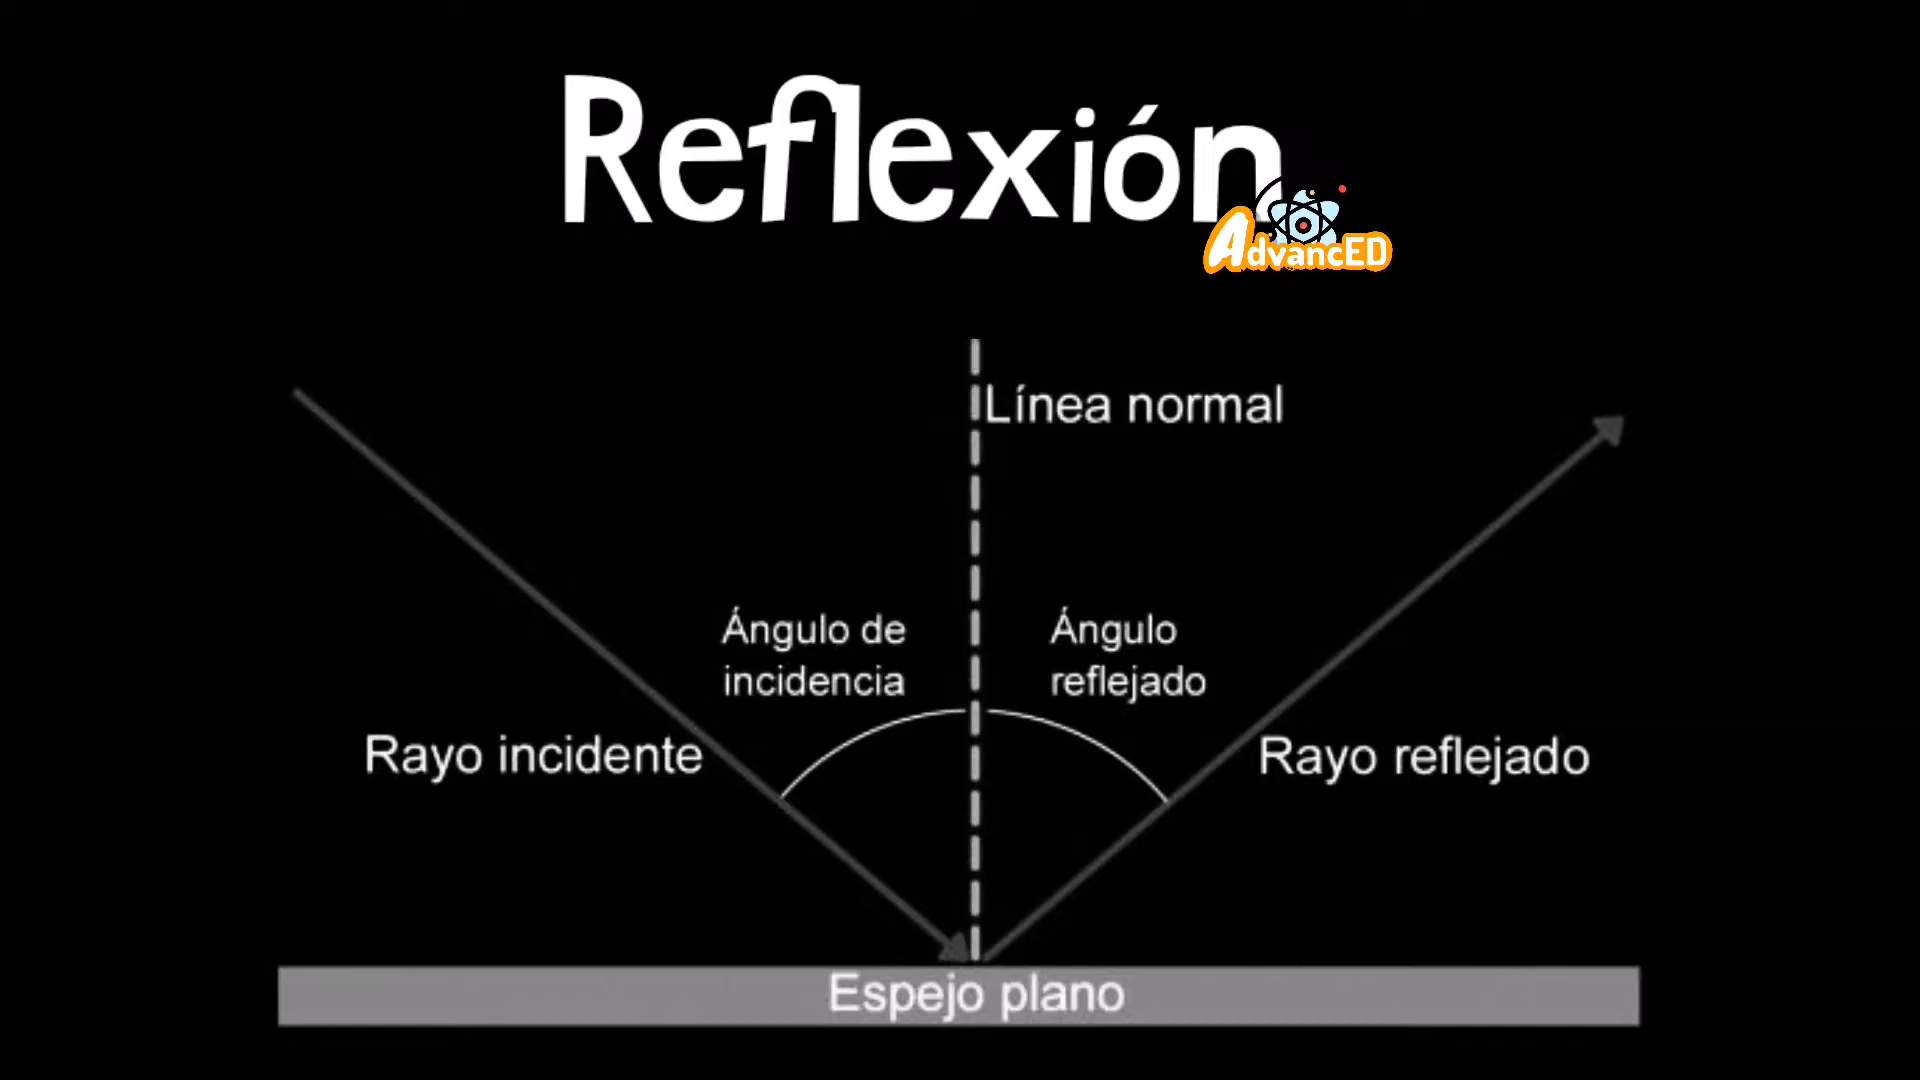 Reflexión
AdvancED
Línea normal
Ángulo de
incidencia
Ángulo
reflejado
Rayo incidente
Rayo reflejado
Espejo plano